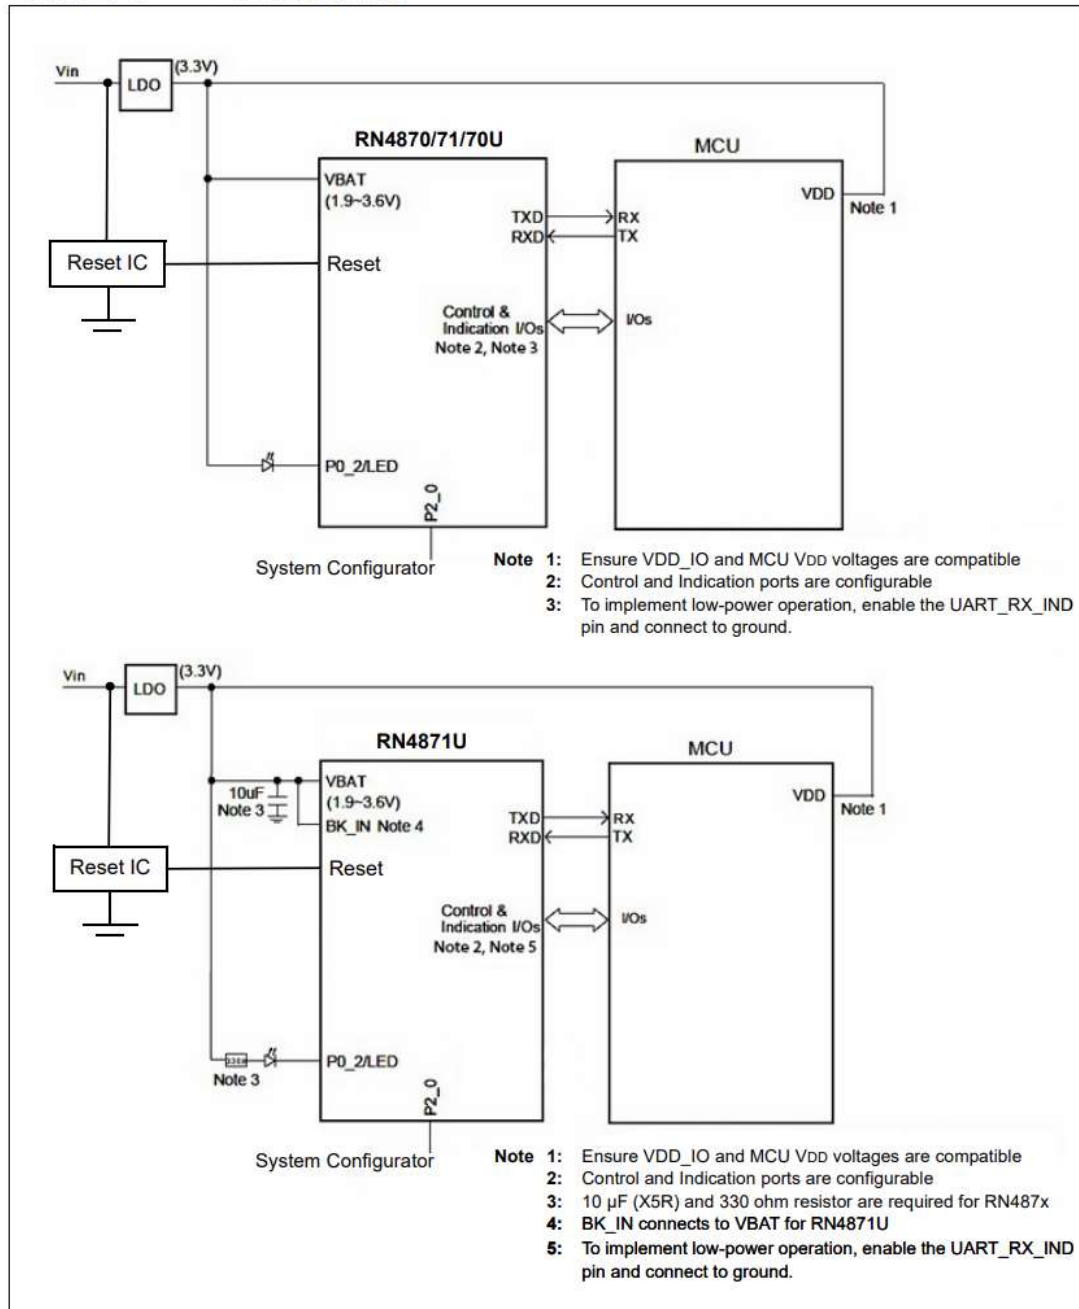 Vin
LDO
(3.3V)
RN4870/71/70U
MCU
VBAT
(1.9~3.6V)
VDD
Note 1
TXD
RX
RXD
TX
Reset IC
Reset
Control &
Indication I/Os
Note 2, Note 3
I/Os
P0_2/LED
P2_0
System Configurator
Note 1: Ensure VDD_IO and MCU VDD voltages are compatible
2: Control and Indication ports are configurable
3: To implement low-power operation, enable the UART_RX_IND
pin and connect to ground.
Vin
LDO
(3.3V)
RN4871U
MCU
VBAT
10uF
(1.9~3.6V)
Note 3
BK_IN Note 4
VDD
Note 1
TXD
RX
RXD
TX
Reset IC
Reset
Control &
Indication I/Os
Note 2, Note 5
I/Os
P0_2/LED
Note 3
P2_0
System Configurator
Note 1: Ensure VDD_IO and MCU VDD voltages are compatible
2: Control and Indication ports are configurable
3: 10 µF (X5R) and 330 ohm resistor are required for RN487x
4: BK_IN connects to VBAT for RN4871U
5: To implement low-power operation, enable the UART_RX_IND
pin and connect to ground.